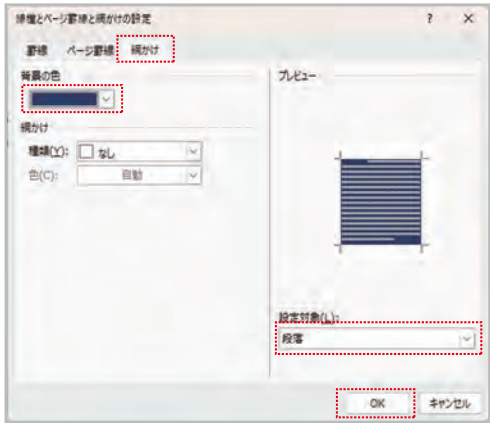 線種とページ罫線と網かけの設定
? ×
罫線 ページ罫線 網かけ
背景の色
網かけ
種類(Y): なし
色(C): 自動
プレビュー
設定対象(L):
段落
OK キャンセル